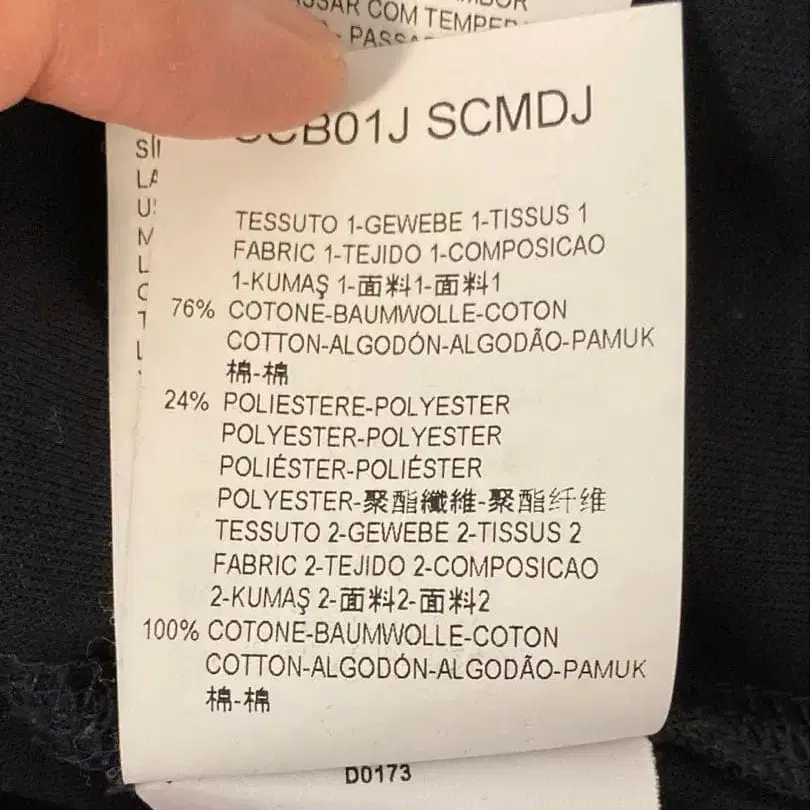 COM TEMPER
PASSAR
CB01J SCMDJ
TESSUTO 1-GEWEBE 1-TISSUS 1
FABRIC 1-TEJIDO 1-COMPOSICAO
1-KUMAŞ 1-面料1-面料1
76% COTONE-BAUMWOLLE-COTON
COTTON-ALGODÓN-ALGODÃO-PAMUK
棉-棉
24% POLIESTERE-POLYESTER
POLYESTER-POLYESTER
POLIÉSTER-POLIÉSTER
POLYESTER-聚酯纖維-聚酯纤维
TESSUTO 2-GEWEBE 2-TISSUS 2
FABRIC 2-TEJIDO 2-COMPOSICAO
2-KUMAŞ 2-面料2-面料2
100% COTONE-BAUMWOLLE-COTON
COTTON-ALGODÓN-ALGODÃO-PAMUK
棉-棉
D0173